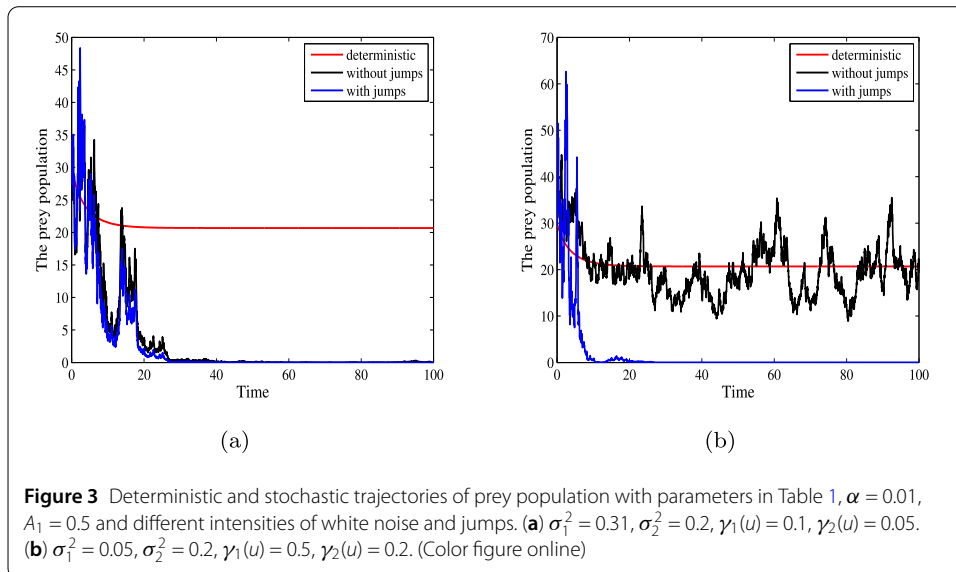 50
45
40
35
30
25
20
15
10
5
0
The prey population
0 20 40 60 80 100
Time
deterministic
without jumps
with jumps
(a)
70
60
50
40
30
20
10
0
The prey population
0 20 40 60 80 100
Time
deterministic
without jumps
with jumps
(b)
Figure 3 Deterministic and stochastic trajectories of prey population with parameters in Table 1, α = 0.01,
A₁ = 0.5 and different intensities of white noise and jumps. (a) σ₁² = 0.31, σ₂² = 0.2, γ₁(u) = 0.1, γ₂(u) = 0.05.
(b) σ₁² = 0.05, σ₂² = 0.2, γ₁(u) = 0.5, γ₂(u) = 0.2. (Color figure online)